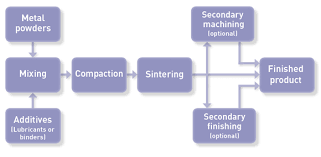 Metal
powders
Mixing
Additives
(Lubricants or
binders)
Compaction
Sintering
Secondary
machining
(optional)
Secondary
finishing
(optional)
Finished
product